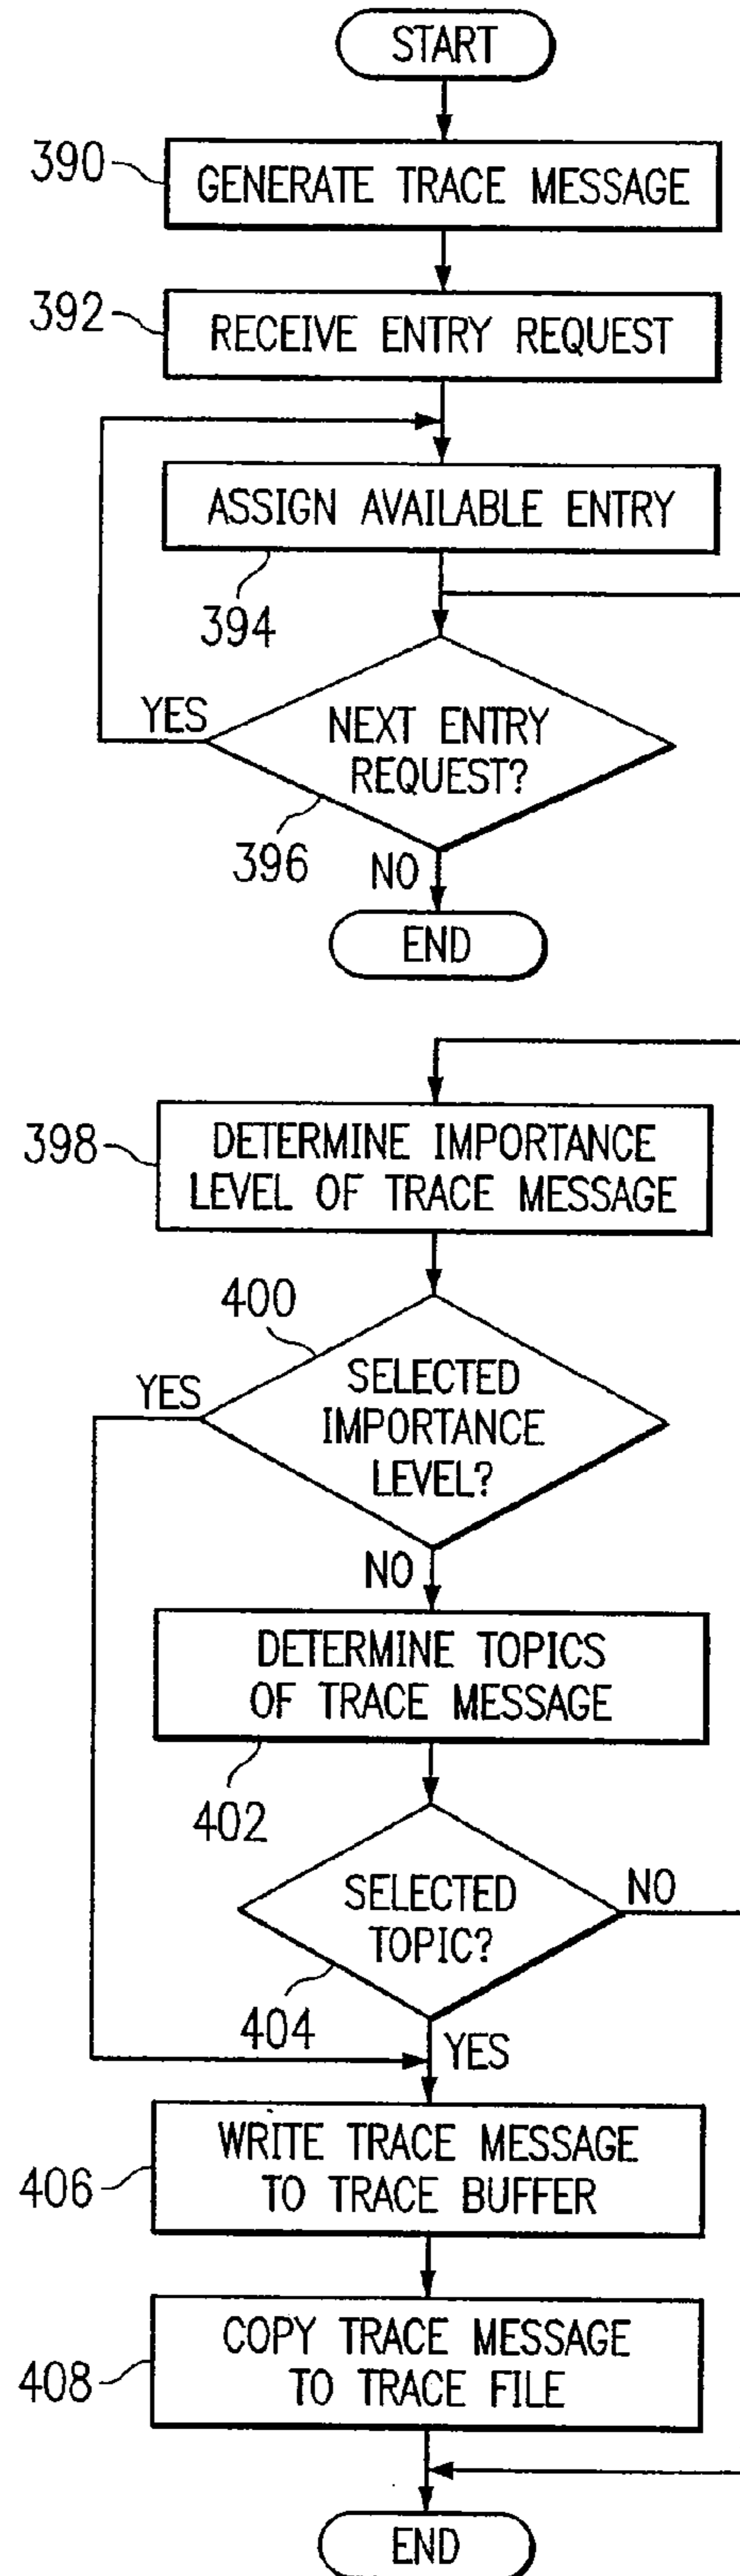 START
390
GENERATE TRACE MESSAGE
392
RECEIVE ENTRY REQUEST
ASSIGN AVAILABLE ENTRY
394
YES
NEXT ENTRY
REQUEST?
396
NO
END
398
DETERMINE IMPORTANCE
LEVEL OF TRACE MESSAGE
400
YES
SELECTED
IMPORTANCE
LEVEL?
NO
DETERMINE TOPICS
OF TRACE MESSAGE
402
SELECTED
TOPIC?
NO
404
YES
406
WRITE TRACE MESSAGE
TO TRACE BUFFER
408
COPY TRACE MESSAGE
TO TRACE FILE
END